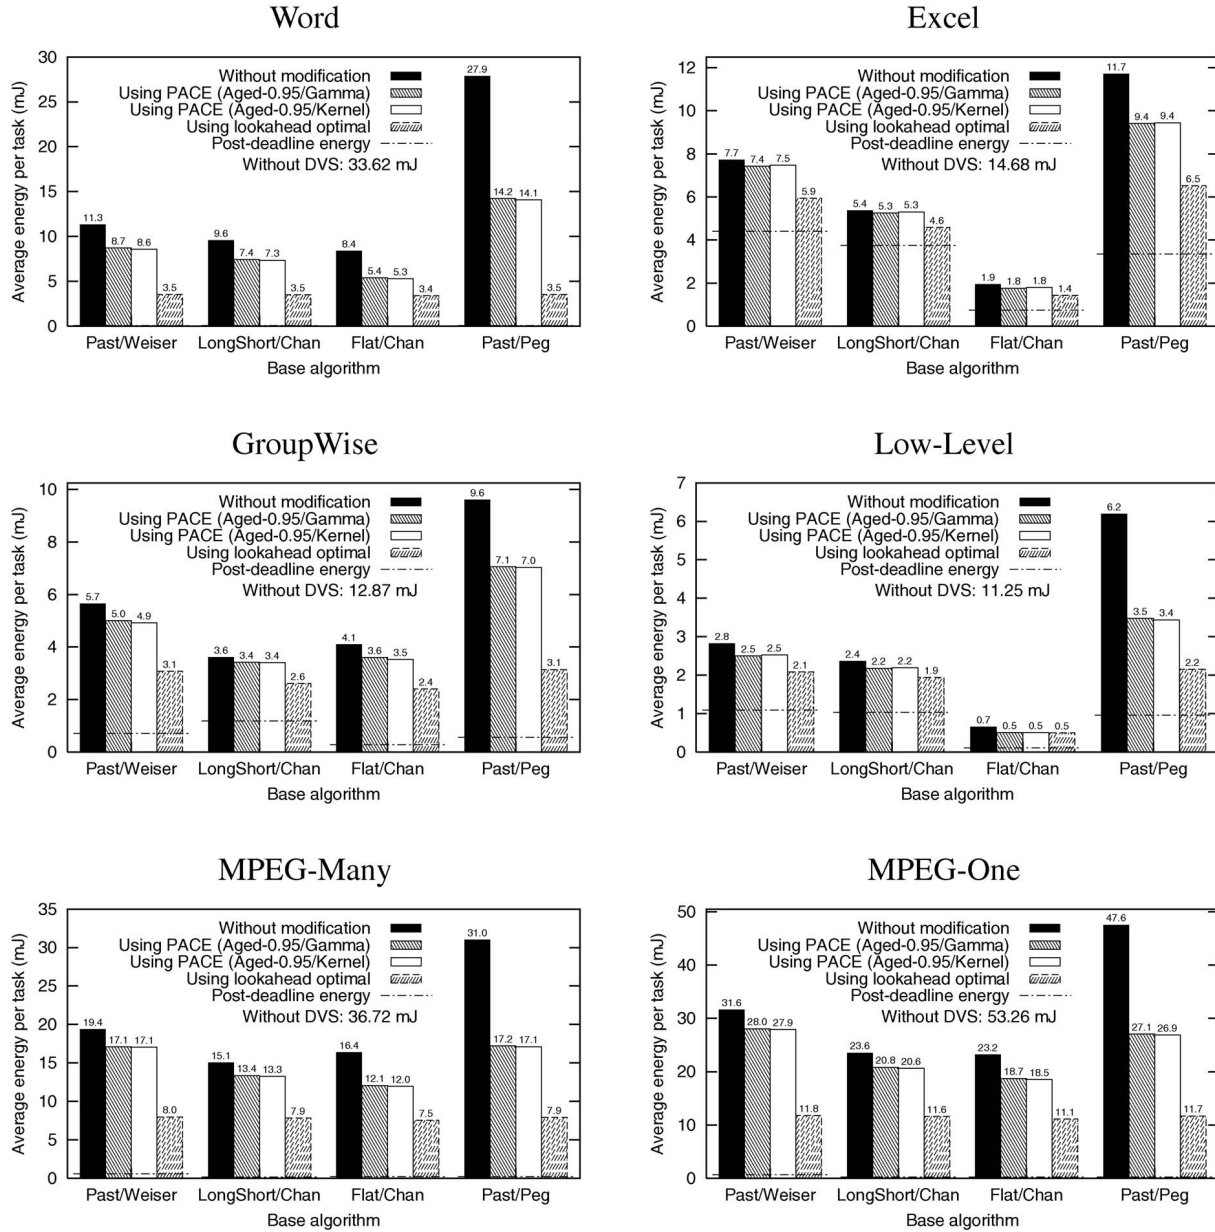 Word
Average energy per task (mJ)
30
25
20
15
10
5
0
Without modification
Using PACE (Aged-0.95/Gamma)
Using PACE (Aged-0.95/Kernel)
Using lookahead optimal
Post-deadline energy
Without DVS: 33.62 mJ
11.3 8.7 8.6 3.5
9.6 7.4 7.3 3.5
8.4 5.4 5.3 3.4
27.9 14.2 14.1 3.5
Past/Weiser LongShort/Chan Flat/Chan Past/Peg
Base algorithm
Excel
Average energy per task (mJ)
12
10
8
6
4
2
0
Without modification
Using PACE (Aged-0.95/Gamma)
Using PACE (Aged-0.95/Kernel)
Using lookahead optimal
Post-deadline energy
Without DVS: 14.68 mJ
7.7 7.4 7.5 5.9
5.4 5.3 5.3 4.6
1.9 1.8 1.8 1.4
11.7 9.4 9.4 6.5
Past/Weiser LongShort/Chan Flat/Chan Past/Peg
Base algorithm
GroupWise
Average energy per task (mJ)
10
8
6
4
2
0
Without modification
Using PACE (Aged-0.95/Gamma)
Using PACE (Aged-0.95/Kernel)
Using lookahead optimal
Post-deadline energy
Without DVS: 12.87 mJ
5.7 5.0 4.9 3.1
3.6 3.4 3.4 2.6
4.1 3.6 3.5 2.4
9.6 7.1 7.0 3.1
Past/Weiser LongShort/Chan Flat/Chan Past/Peg
Base algorithm
Low-Level
Average energy per task (mJ)
7
6
5
4
3
2
1
0
Without modification
Using PACE (Aged-0.95/Gamma)
Using PACE (Aged-0.95/Kernel)
Using lookahead optimal
Post-deadline energy
Without DVS: 11.25 mJ
2.8 2.5 2.5 2.1
2.4 2.2 2.2 1.9
0.7 0.5 0.5 0.5
6.2 3.5 3.4 2.2
Past/Weiser LongShort/Chan Flat/Chan Past/Peg
Base algorithm
MPEG-Many
Average energy per task (mJ)
35
30
25
20
15
10
5
0
Without modification
Using PACE (Aged-0.95/Gamma)
Using PACE (Aged-0.95/Kernel)
Using lookahead optimal
Post-deadline energy
Without DVS: 36.72 mJ
19.4 17.1 17.1 8.0
15.1 13.4 13.3 7.9
16.4 12.1 12.0 7.5
31.0 17.2 17.1 7.9
Past/Weiser LongShort/Chan Flat/Chan Past/Peg
Base algorithm
MPEG-One
Average energy per task (mJ)
50
40
30
20
10
0
Without modification
Using PACE (Aged-0.95/Gamma)
Using PACE (Aged-0.95/Kernel)
Using lookahead optimal
Post-deadline energy
Without DVS: 53.26 mJ
31.6 28.0 27.9 11.8
23.6 20.8 20.6 11.6
23.2 18.7 18.5 11.1
47.6 27.1 26.9 11.7
Past/Weiser LongShort/Chan Flat/Chan Past/Peg
Base algorithm